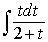 ∫ tdt / 2 + t